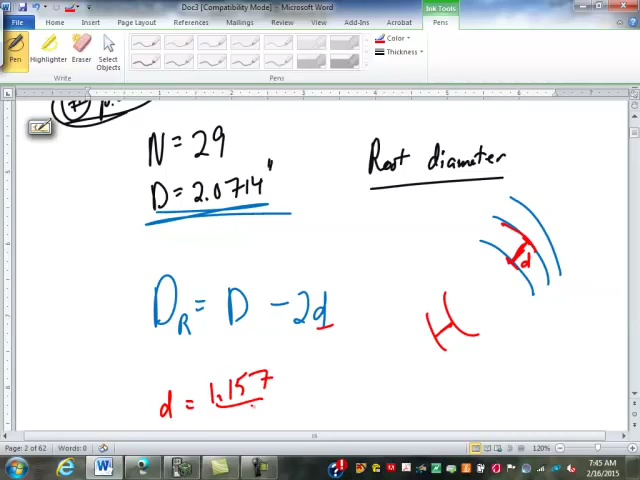 Doc3 [Compatibility Mode] - Microsoft Word
Ink Tools
File Home Insert Page Layout References Mailings Review View Add-Ins Acrobat Pens
Pen Highlighter Eraser Select Objects
Color
Thickness
Write
Pens
N = 29
D = 2.0714"
Root diameter
d
D_R = D - 2d
d = 1.157
Page: 2 of 62 Words: 0
120%
7:45 AM
2/16/2015